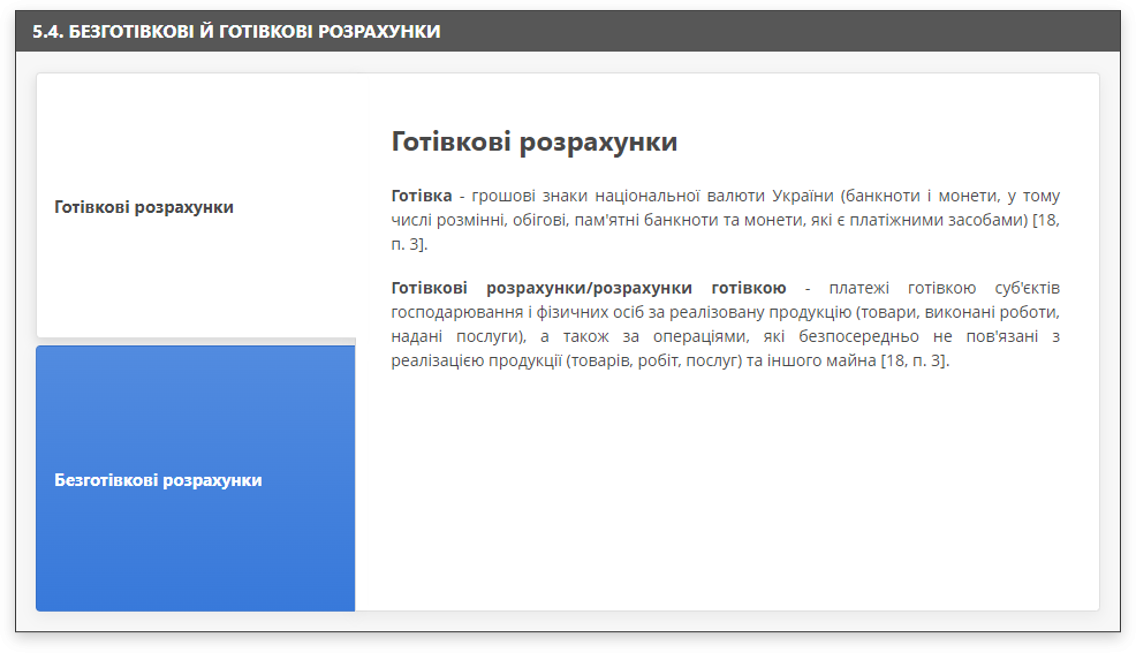 5.4. БЕЗГОТІВКОВІ Й ГОТІВКОВІ РОЗРАХУНКИ
Готівкові розрахунки
Безготівкові розрахунки
Готівкові розрахунки
Готівка - грошові знаки національної валюти України (банкноти і монети, у тому
числі розмінні, обігові, пам'ятні банкноти та монети, які є платіжними засобами) [18,
п. 3].
Готівкові розрахунки/розрахунки готівкою - платежі готівкою суб'єктів
господарювання і фізичних осіб за реалізовану продукцію (товари, виконані роботи,
надані послуги), а також за операціями, які безпосередньо не пов'язані з
реалізацією продукції (товарів, робіт, послуг) та іншого майна [18, п. 3].